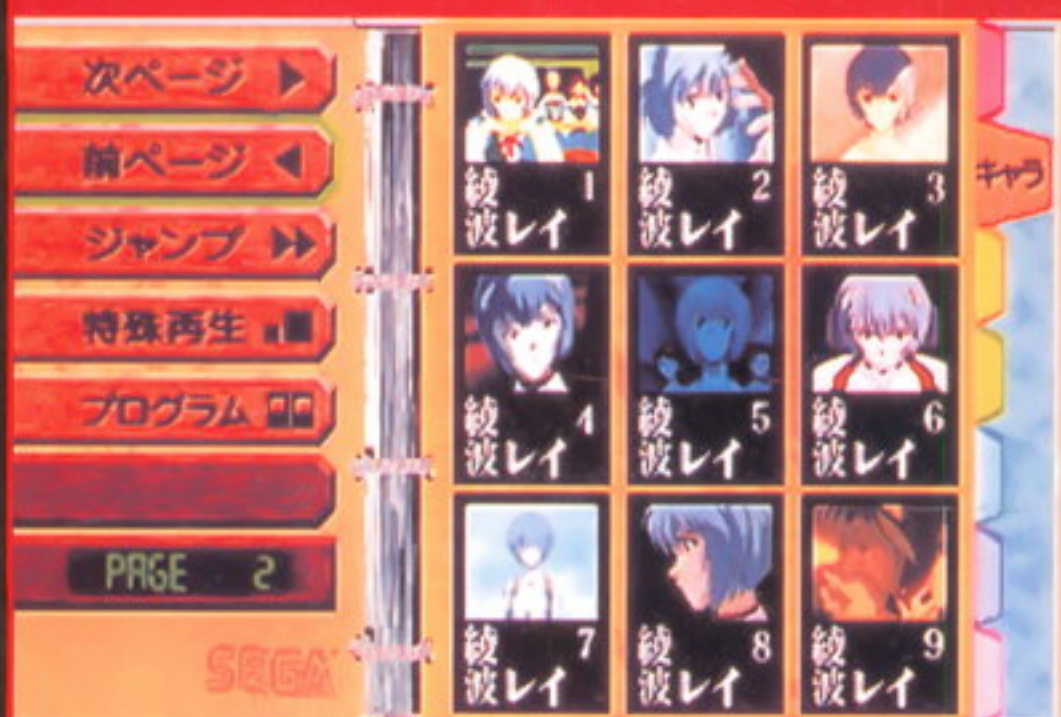 次ページ
前ページ
ジャンプ
特殊再生
プログラム
PAGE 2
SEGA
綾波レイ 1
綾波レイ 2
綾波レイ 3
綾波レイ 4
綾波レイ 5
綾波レイ 6
綾波レイ 7
綾波レイ 8
綾波レイ 9
キャラ